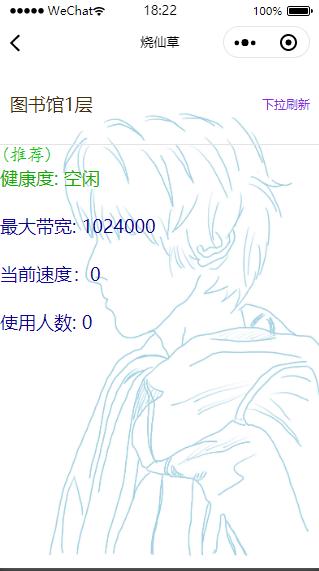 ●●●●● WeChat 18:22 100%
烧仙草
图书馆1层 下拉刷新
(推荐)
健康度: 空闲
最大带宽: 1024000
当前速度: 0
使用人数: 0